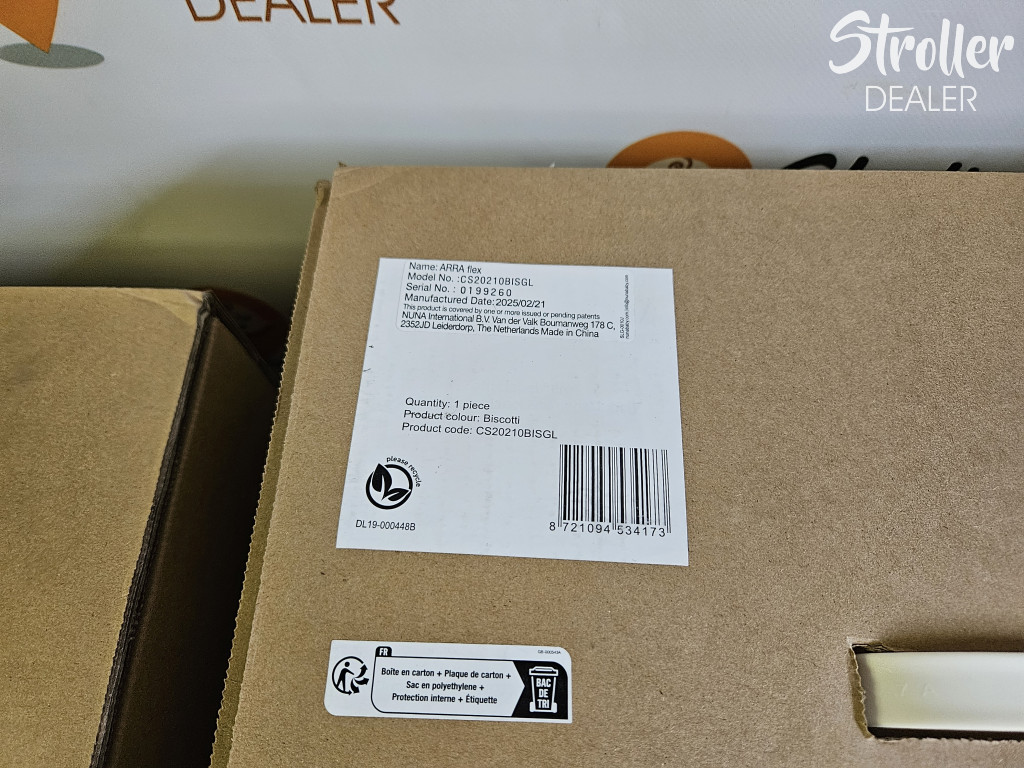 DEALER
Stroller
DEALER
Name: ARRA flex
Model No. :CS20210BISGL
Serial No. : 0199260
Manufactured Date: 2025/02/21
This product is covered by one or more issued or pending patents
NUNA International B.V. Van der Valk Boumanweg 178 C,
2352JD Leiderdorp, The Netherlands Made in China
Quantity: 1 piece
Product colour: Biscotti
Product code: CS20210BISGL
please recycle
DL19-000448B
8 721094 534173
FR
Boîte en carton + Plaque de carton +
Sac en polyethylene +
Protection interne + Étiquette
BAC
DE
TRI